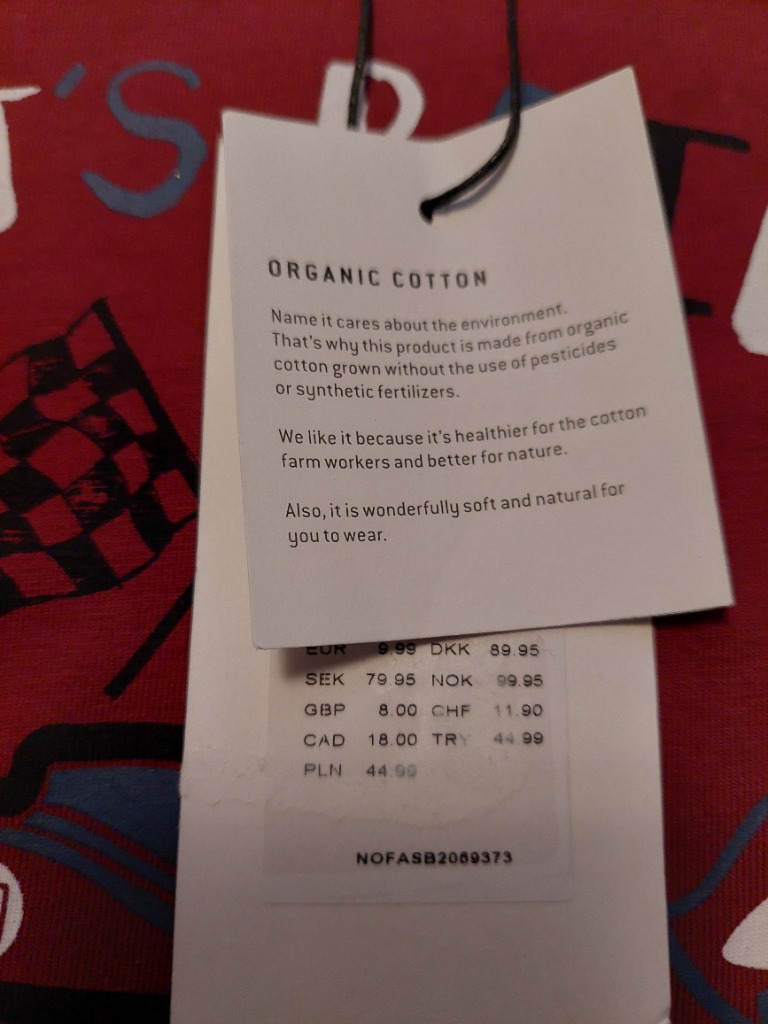 T'S
ORGANIC COTTON
Name it cares about the environment.
That's why this product is made from organic
cotton grown without the use of pesticides
or synthetic fertilizers.
We like it because it's healthier for the cotton
farm workers and better for nature.
Also, it is wonderfully soft and natural for
you to wear.
EUR 9.99 DKK 89.95
SEK 79.95 NOK 99.95
GBP 8.00 CHF 11.90
CAD 18.00 TRY 44.99
PLN 44.99
NOFASB2069373